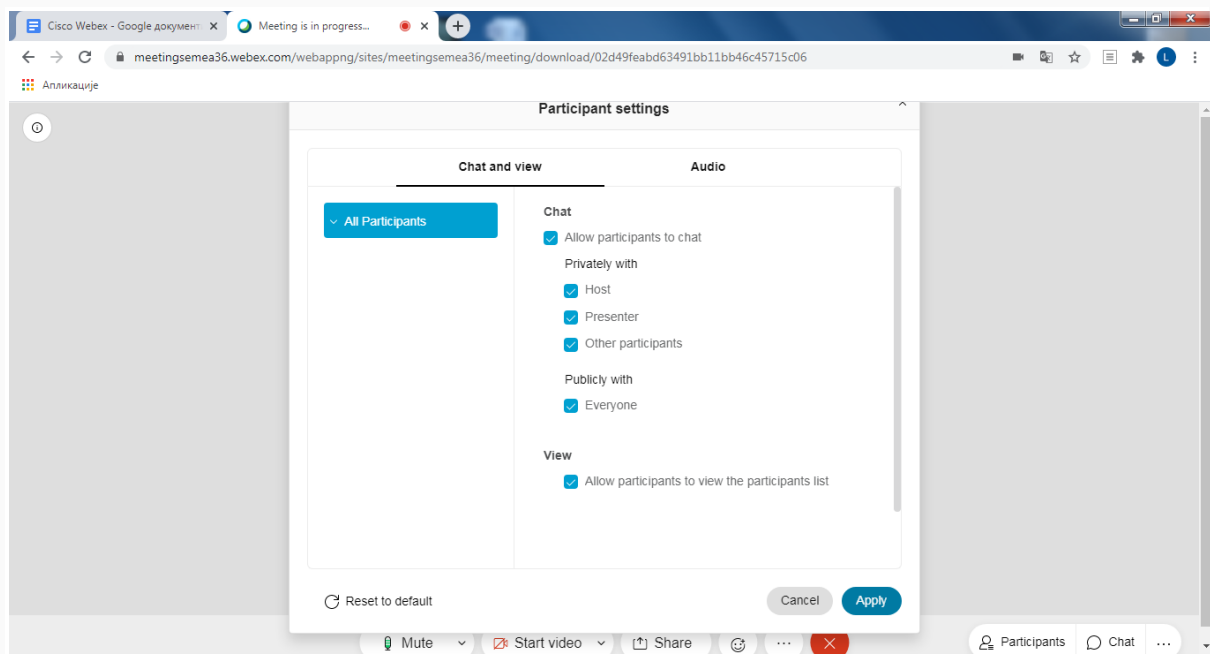 Cisco Webex - Google документ
Meeting is in progress...
meetingsemea36.webex.com/webappng/sites/meetingsemea36/meeting/download/02d49feabd63491bb11bb46c45715c06
L
Апликације
Participant settings
Chat and view
Audio
All Participants
Chat
Allow participants to chat
Privately with
Host
Presenter
Other participants
Publicly with
Everyone
View
Allow participants to view the participants list
Reset to default
Cancel
Apply
Mute
Start video
Share
Participants
Chat